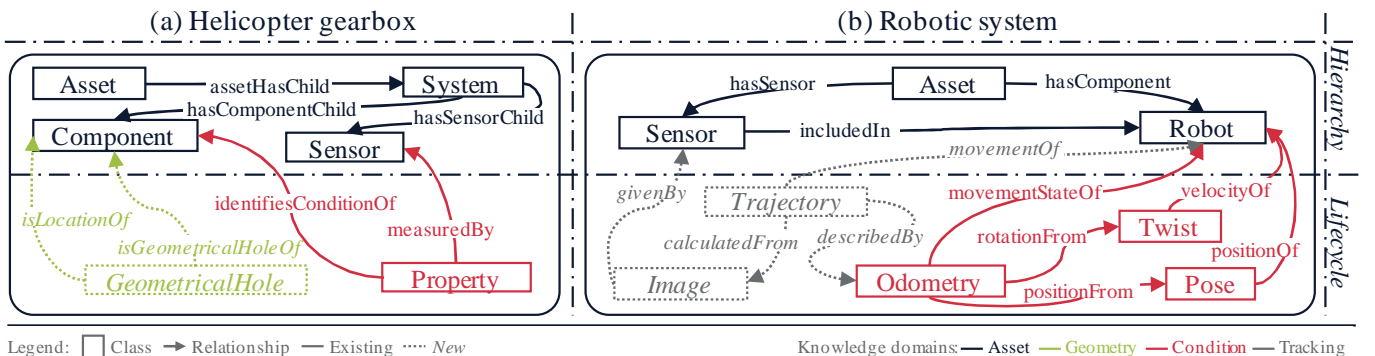 (a) Helicopter gearbox
(b) Robotic system
Asset
assetHasChild
System
hasComponentChild
hasSensorChild
Component
Sensor
identifiesConditionOf
isLocationOf
measuredBy
isGeometricalHoleOf
GeometricalHole
Property
hasSensor
Asset
hasComponent
Sensor
includedIn
Robot
movementOf
givenBy
Trajectory
movementStateOf
velocityOf
calculatedFrom
describedBy
rotationFrom
Twist
positionOf
Image
Odometry
positionFrom
Pose
Hierarchy
Lifecycle
Legend: Class Relationship Existing New
Knowledge domains: Asset Geometry Condition Tracking